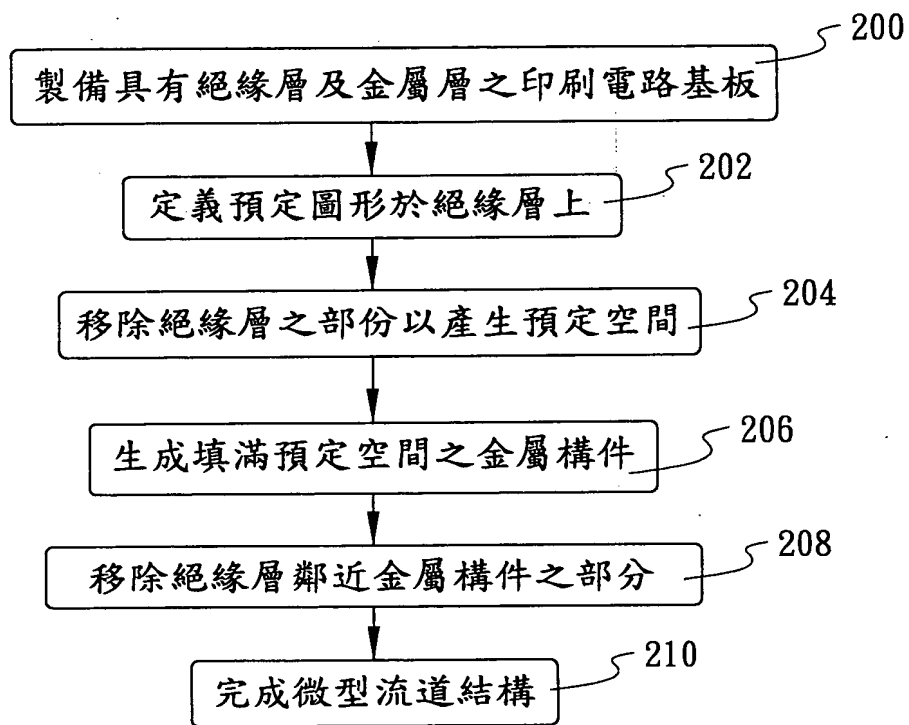 200
製備具有絕緣層及金屬層之印刷電路基板
202
定義預定圖形於絕緣層上
204
移除絕緣層之部份以產生預定空間
206
生成填滿預定空間之金屬構件
208
移除絕緣層鄰近金屬構件之部分
210
完成微型流道結構